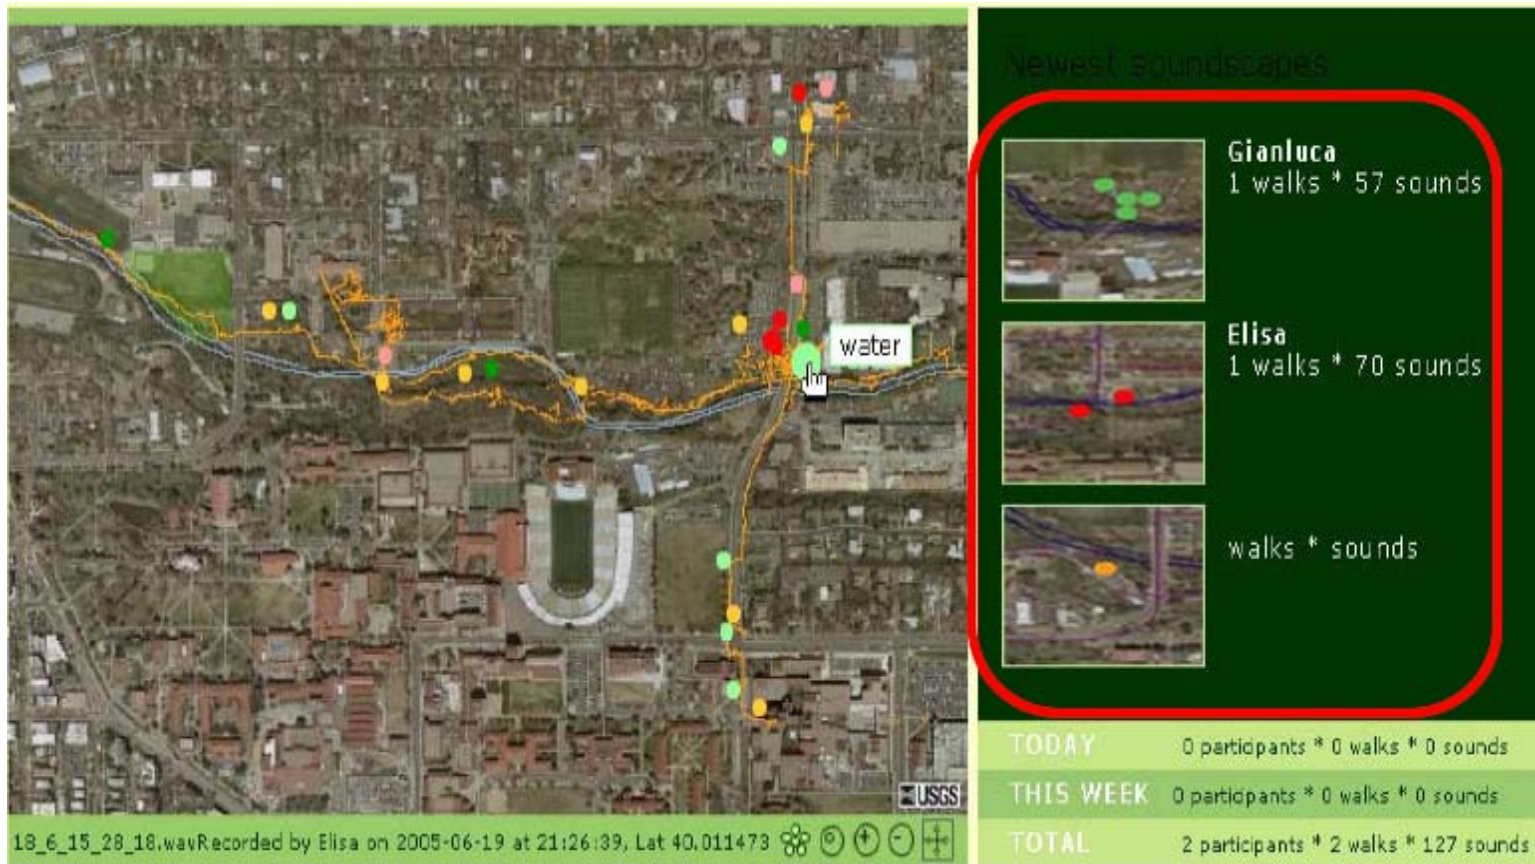 water
USGS
18_6_15_28_18.wavRecorded by Elisa on 2005-06-19 at 21:26:39, Lat 40.011473
Newest soundscapes
Gianluca
1 walks * 57 sounds
Elisa
1 walks * 70 sounds
walks * sounds
TODAY 0 participants * 0 walks * 0 sounds
THIS WEEK 0 participants * 0 walks * 0 sounds
TOTAL 2 participants * 2 walks * 127 sounds